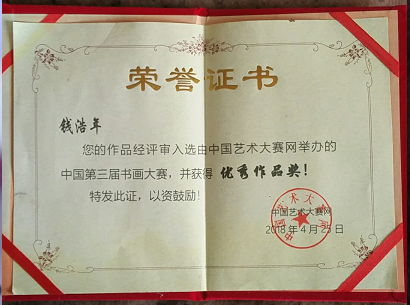 荣誉证书
钱浩年
您的作品经评审入选由中国艺术大赛网举办的
中国第三届书画大赛，并获得 优秀作品奖！
特发此证，以资鼓励！
中国艺术大赛网
2018年4月25日